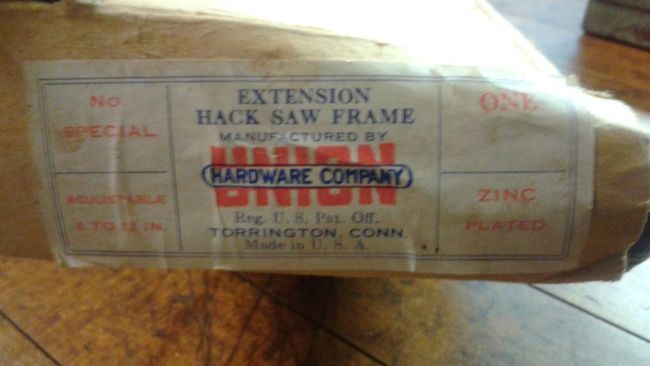 No.
SPECIAL
ADJUSTABLE
8 TO 12 IN.
EXTENSION
HACK SAW FRAME
MANUFACTURED BY
UNION
HARDWARE COMPANY
Reg. U. S. Pat. Off.
TORRINGTON, CONN.
Made in U. S. A.
ONE
ZINC
PLATED